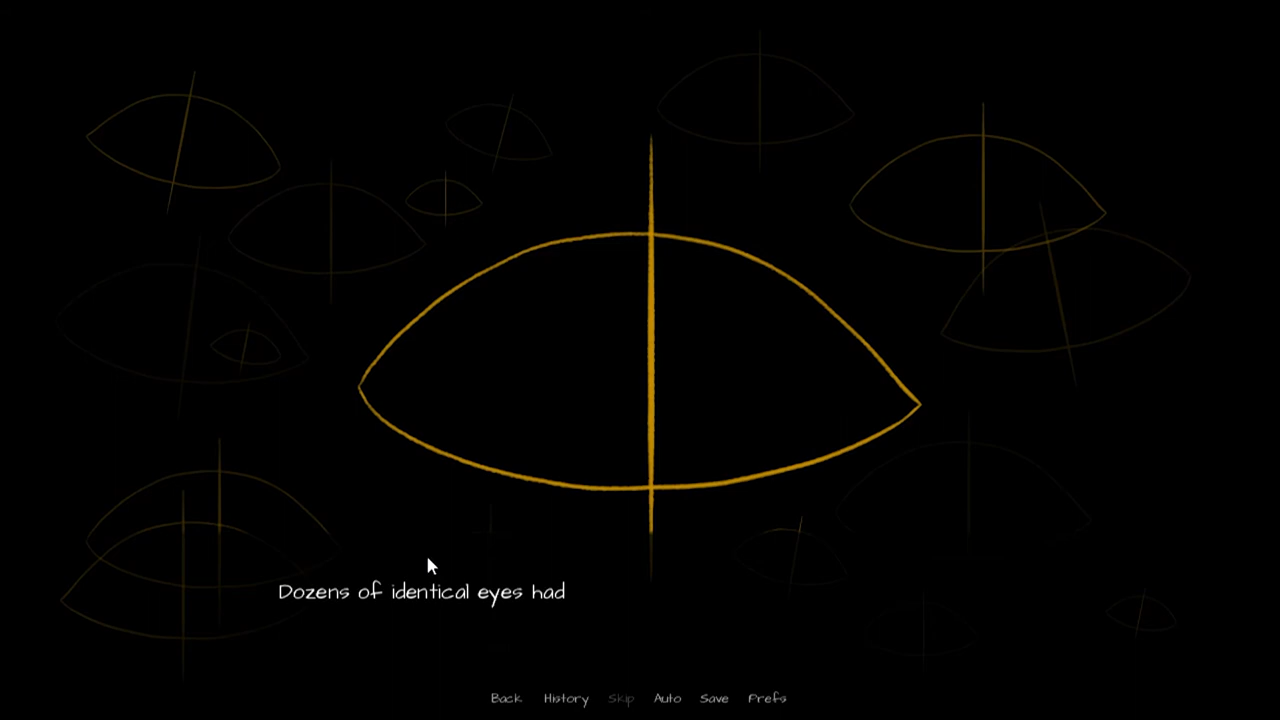 Dozens of identical eyes had
Back History Skip Auto Save Prefs